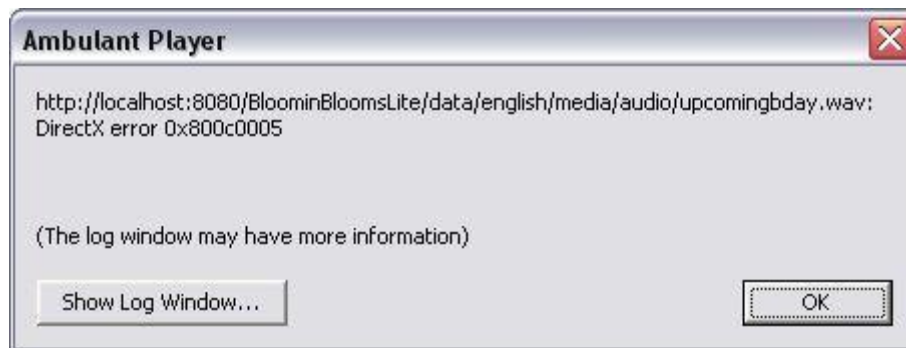 Ambulant Player
http://localhost:8080/BloominBloomsLite/data/english/media/audio/upcomingbday.wav:
DirectX error 0x800c0005
(The log window may have more information)
Show Log Window...
OK